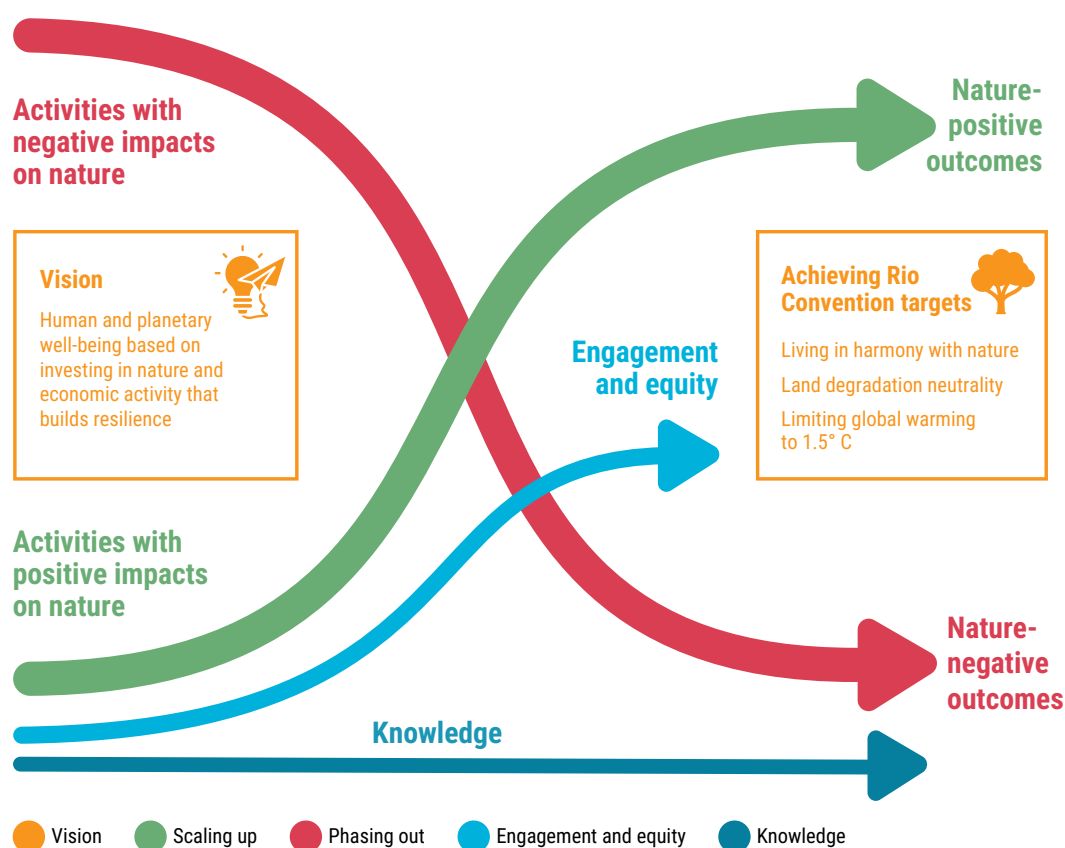 Activities with
negative impacts
on nature
Nature-
positive
outcomes
Vision
Human and planetary
well-being based on
investing in nature and
economic activity that
builds resilience
Achieving Rio
Convention targets
Living in harmony with nature
Land degradation neutrality
Limiting global warming
to 1.5° C
Engagement
and equity
Activities with
positive impacts
on nature
Nature-
negative
outcomes
Knowledge
Vision
Scaling up
Phasing out
Engagement and equity
Knowledge